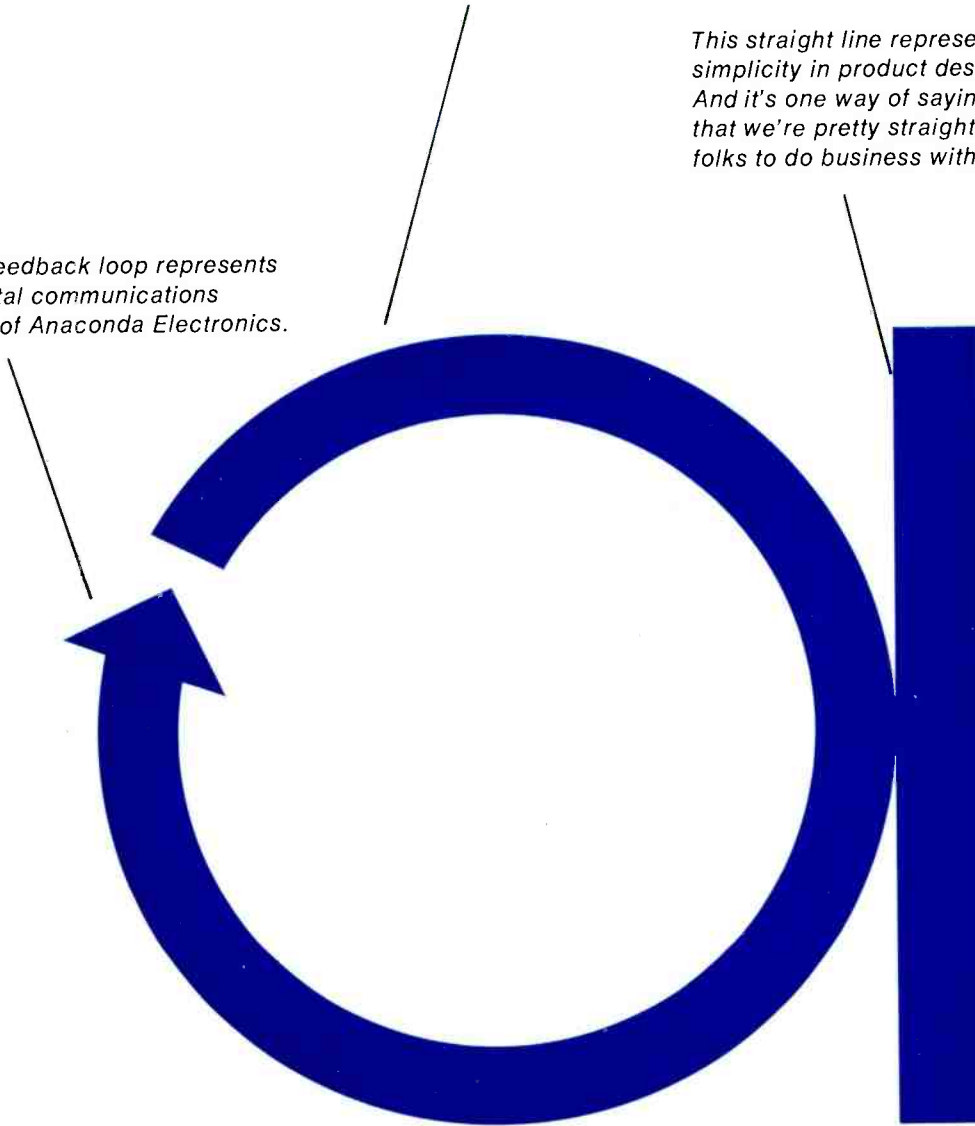 This straight line represe
simplicity in product des
And it's one way of sayin
that we're pretty straight
folks to do business with
eedback loop represents
tal communications
of Anaconda Electronics.